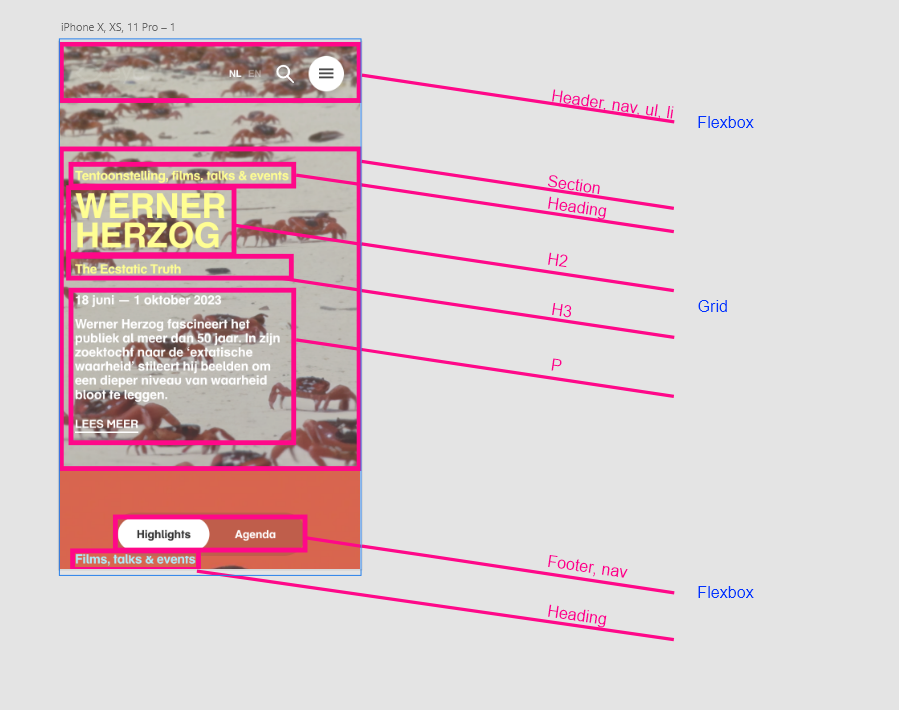 iPhone X, XS, 11 Pro – 1
NL EN
Header, nav, ul, li
Flexbox
Tentoonstelling, films, talks & events
Section
Heading
WERNER
HERZOG
H2
The Ecstatic Truth
18 juni — 1 oktober 2023
H3
Grid
Werner Herzog fascineert het
publiek al meer dan 50 jaar. In zijn
zoektocht naar de ‘extatische
waarheid’ stileert hij beelden om
een dieper niveau van waarheid
bloot te leggen.
P
LEES MEER
Highlights
Agenda
Films, talks & events
Footer, nav
Flexbox
Heading